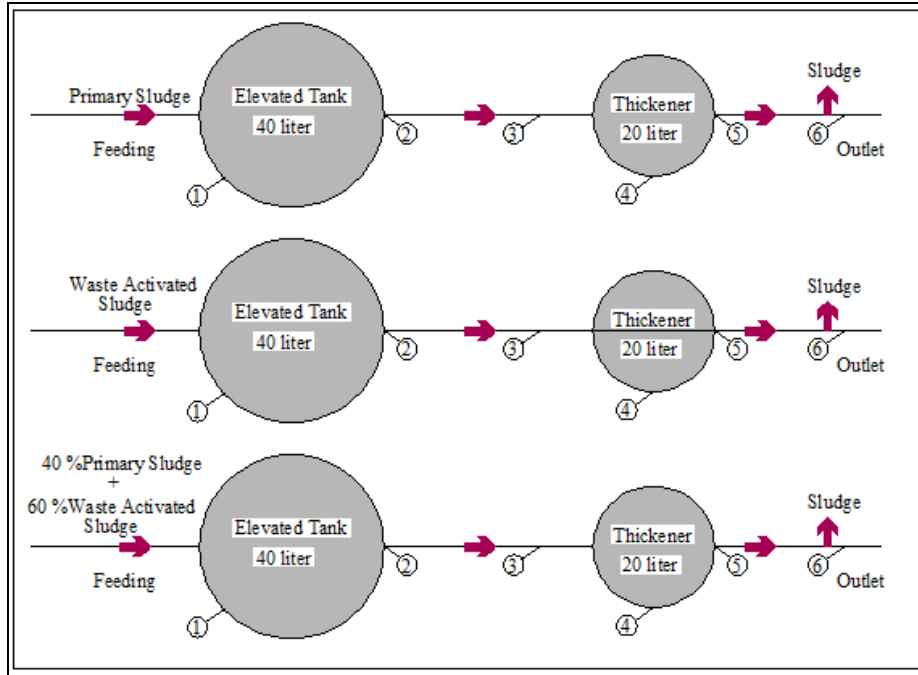 Primary Sludge
Feeding
①
Elevated Tank
40 liter
②
③
Thickener
20 liter
④
⑤
Sludge
⑥
Outlet
Waste Activated
Sludge
Feeding
①
Elevated Tank
40 liter
②
③
Thickener
20 liter
④
⑤
Sludge
⑥
Outlet
40 %Primary Sludge
+
60 %Waste Activated
Sludge
Feeding
①
Elevated Tank
40 liter
②
③
Thickener
20 liter
④
⑤
Sludge
⑥
Outlet